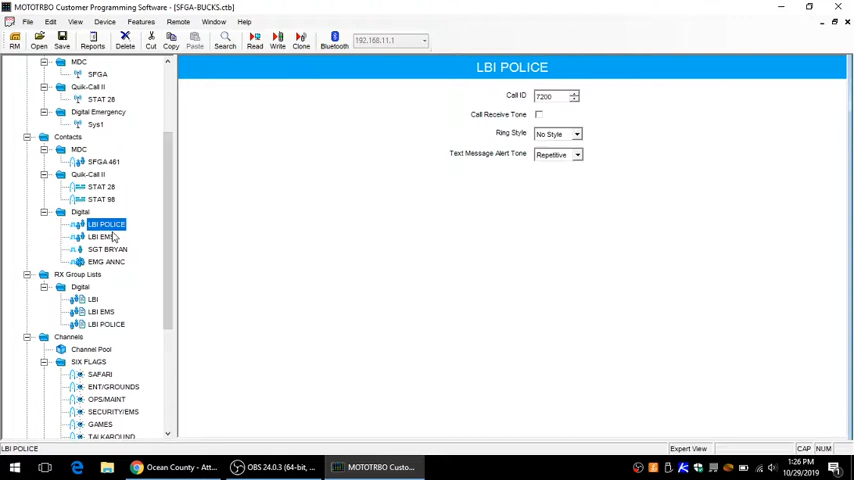 MOTOTRBO Customer Programming Software - [SFGA-BUCKS.ctb]
File Edit View Device Features Remote Window Help
RM Open Save Reports Delete Cut Copy Paste Search Read Write Clone Bluetooth 192.168.11.1
MDC
SFGA
Quik-Call II
STAT 28
Digital Emergency
Sys1
Contacts
MDC
SFGA 461
Quik-Call II
STAT 28
STAT 98
Digital
LBI POLICE
LBI EMS
SGT BRYAN
EMG ANNC
RX Group Lists
Digital
LBI
LBI EMS
LBI POLICE
Channels
Channel Pool
SIX FLAGS
SAFARI
ENT/GROUNDS
OPS/MAINT
SECURITY/EMS
GAMES
TALKAROUND
LBI POLICE
Call ID 7200
Call Receive Tone
Ring Style No Style
Text Message Alert Tone Repetitive
LBI POLICE Expert View CAP NUM
Ocean County - Att... OBS 24.0.3 (64-bit, ... MOTOTRBO Custo... 1:26 PM
10/29/2019